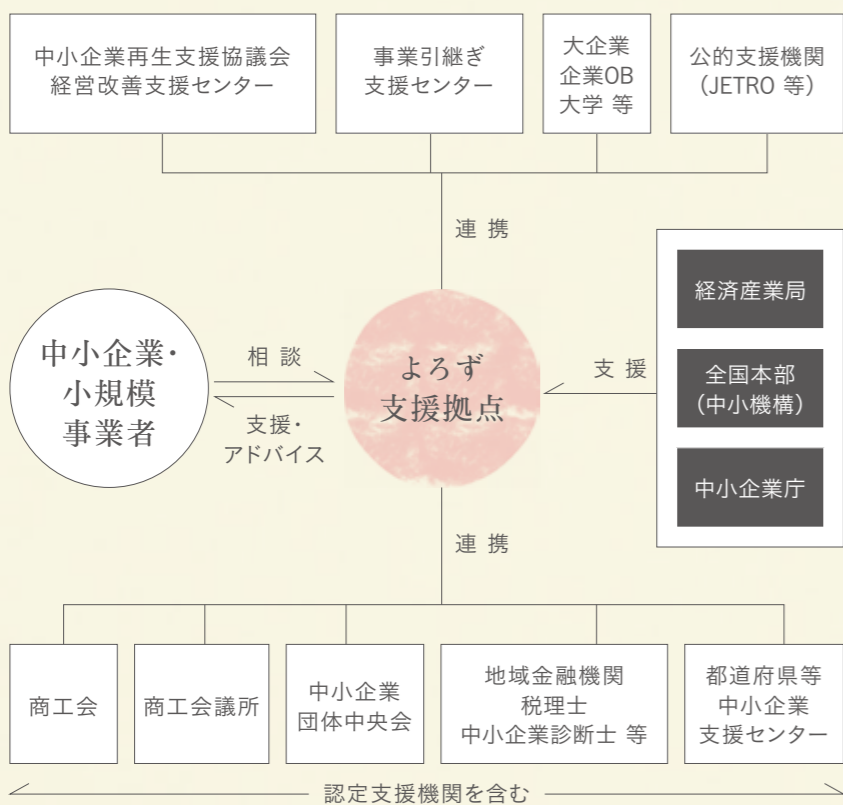 中小企業再生支援協議会
経営改善支援センター
事業引継ぎ
支援センター
大企業
企業OB
大学 等
公的支援機関
(JETRO 等)
連 携
経済産業局
全国本部
(中小機構)
中小企業庁
中小企業・
小規模
事業者
相 談
支援・
アドバイス
よろず
支援拠点
支 援
連 携
商工会
商工会議所
中小企業
団体中央会
地域金融機関
税理士
中小企業診断士 等
都道府県等
中小企業
支援センター
認定支援機関を含む